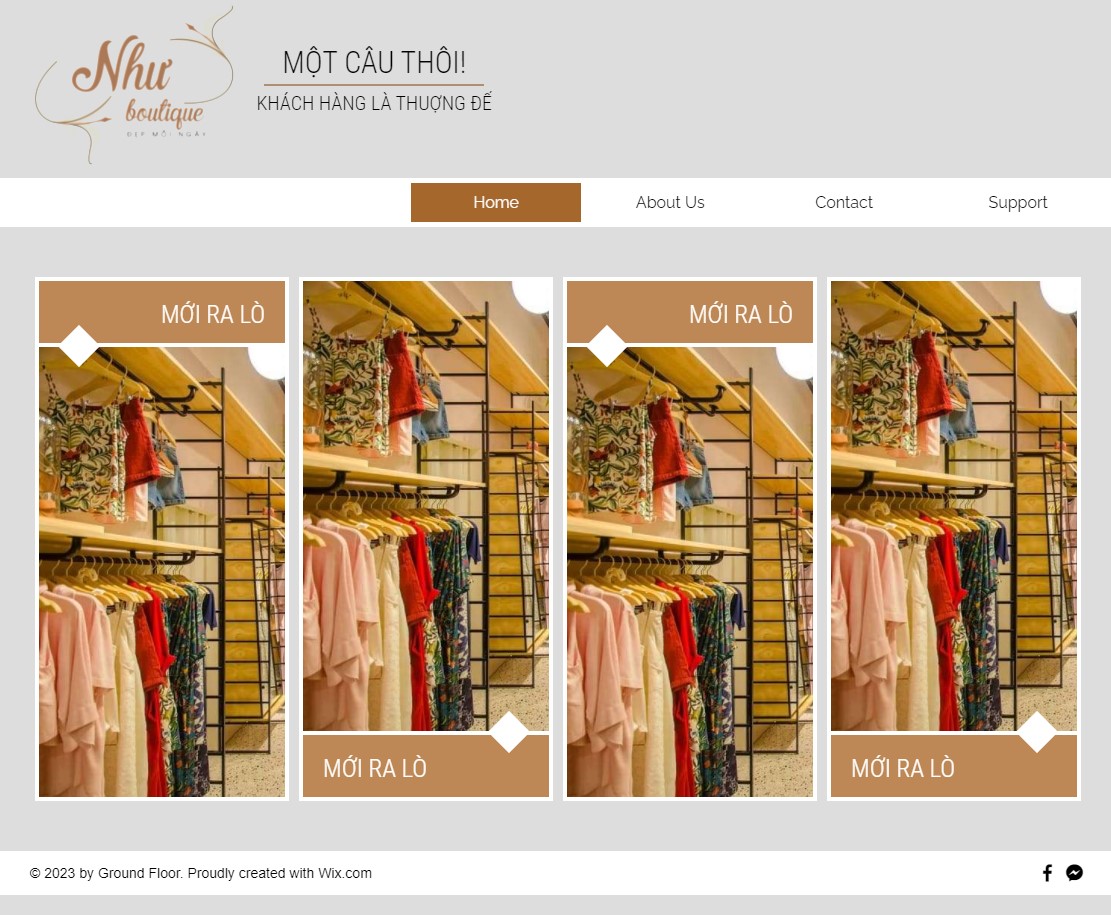 Như
boutique
ĐẸP MỖI NGÀY
MỘT CÂU THÔI!
KHÁCH HÀNG LÀ THƯỢNG ĐẾ
Home
About Us
Contact
Support
MỚI RA LÒ
MỚI RA LÒ
MỚI RA LÒ
MỚI RA LÒ
© 2023 by Ground Floor. Proudly created with Wix.com